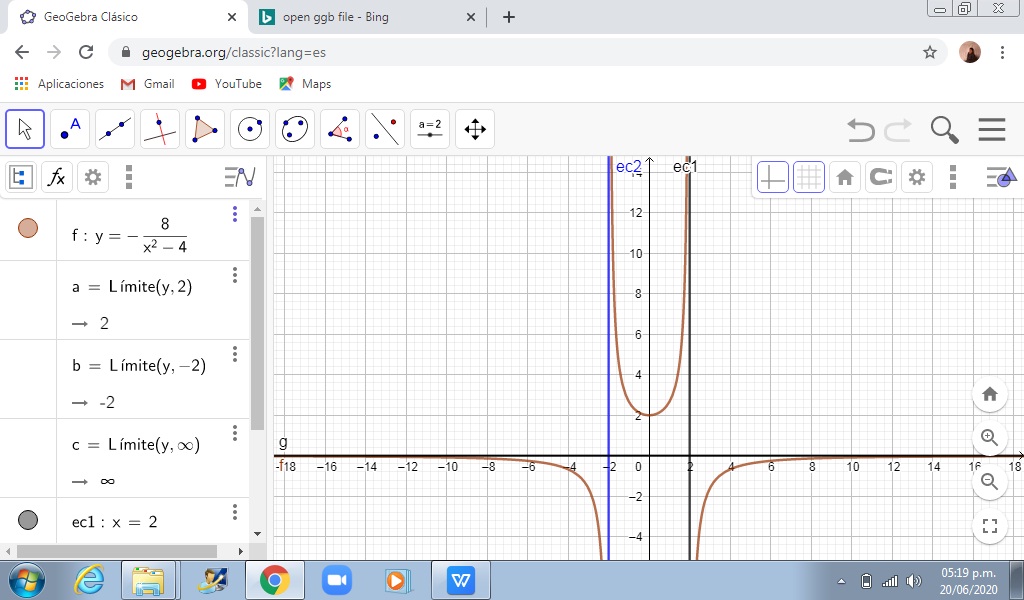 GeoGebra Clásico
open ggb file - Bing
geogebra.org/classic?lang=es
Aplicaciones
Gmail
YouTube
Maps
A
α
a=2
fx
f : y = − 8 / (x² − 4)
a = Límite(y, 2)
→ 2
b = Límite(y, −2)
→ -2
c = Límite(y, ∞)
→ ∞
ec1 : x = 2
ec2
ec1
14
12
10
8
6
4
2
g
-f18 −16 −14 −12 −10 −8 −6 −4 −2 0 2 4 6 8 10 12 14 16 18
−2
−4
W
05:19 p.m.
20/06/2020